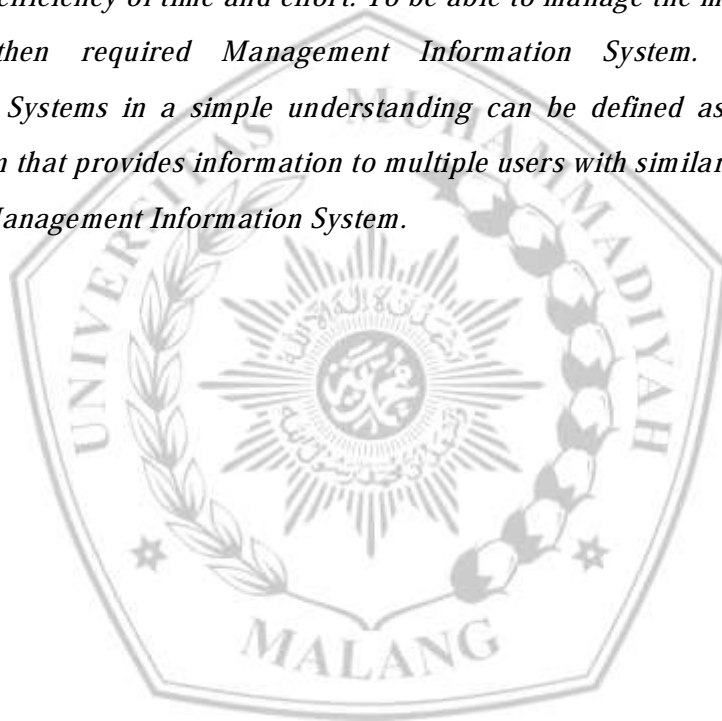 efficiency of time and effort. To be able to manage the m
then required Management Information System.
Systems in a simple understanding can be defined as
that provides information to multiple users with similar
Management Information System.
UNIVERSITAS MUHAMMADIYAH
MALANG